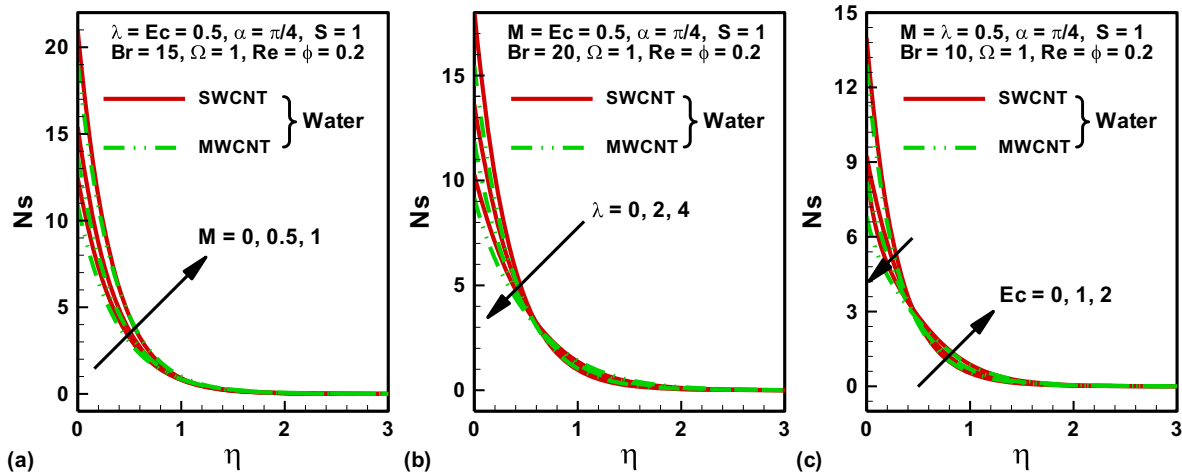 λ = Ec = 0.5, α = π/4, S = 1
Br = 15, Ω = 1, Re = ϕ = 0.2
SWCNT
MWCNT
Water
M = 0, 0.5, 1
Ns
20
15
10
5
0
0 1 2 3
(a)
η
M = Ec = 0.5, α = π/4, S = 1
Br = 20, Ω = 1, Re = ϕ = 0.2
SWCNT
MWCNT
Water
λ = 0, 2, 4
Ns
15
10
5
0
0 1 2 3
(b)
η
M = λ = 0.5, α = π/4, S = 1
Br = 10, Ω = 1, Re = ϕ = 0.2
SWCNT
MWCNT
Water
Ec = 0, 1, 2
Ns
15
12
9
6
3
0
0 1 2 3
(c)
η